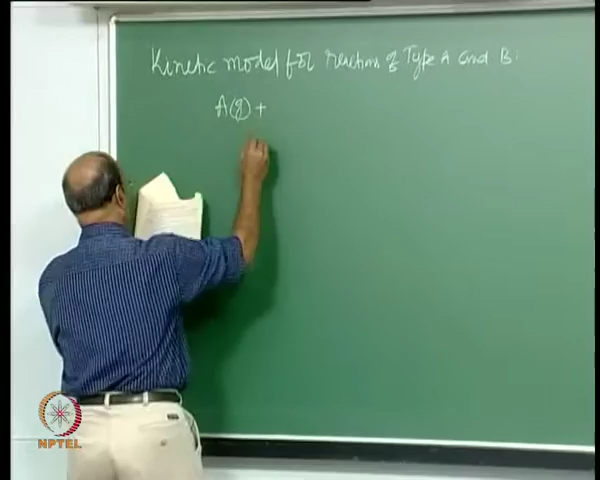 Kinetic model for reactions of Type A and B:
A(g) +
NPTEL